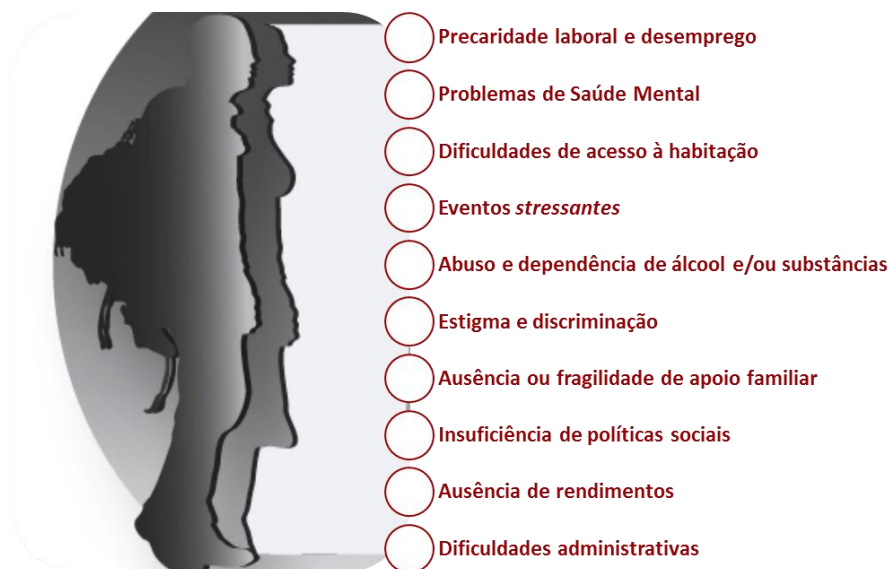 Precaridade laboral e desemprego
Problemas de Saúde Mental
Dificuldades de acesso à habitação
Eventos stressantes
Abuso e dependência de álcool e/ou substâncias
Estigma e discriminação
Ausência ou fragilidade de apoio familiar
Insuficiência de políticas sociais
Ausência de rendimentos
Dificuldades administrativas